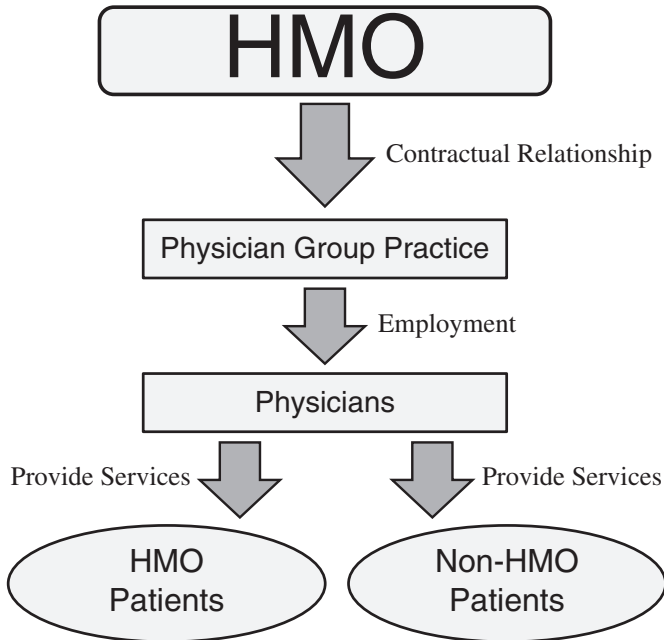 HMO
Contractual Relationship
Physician Group Practice
Employment
Physicians
Provide Services
Provide Services
HMO
Patients
Non-HMO
Patients